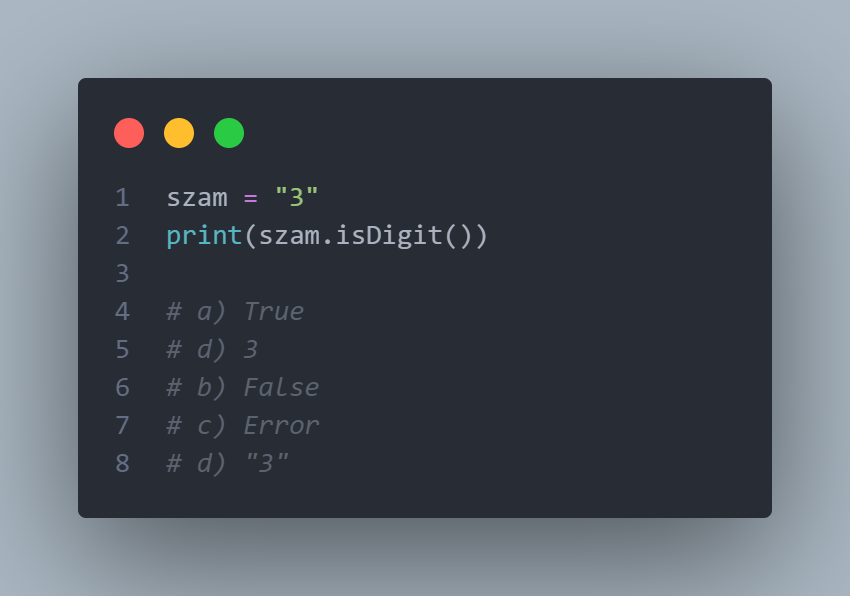 1 szam = "3"
2 print(szam.isDigit())
3
4 # a) True
5 # d) 3
6 # b) False
7 # c) Error
8 # d) "3"